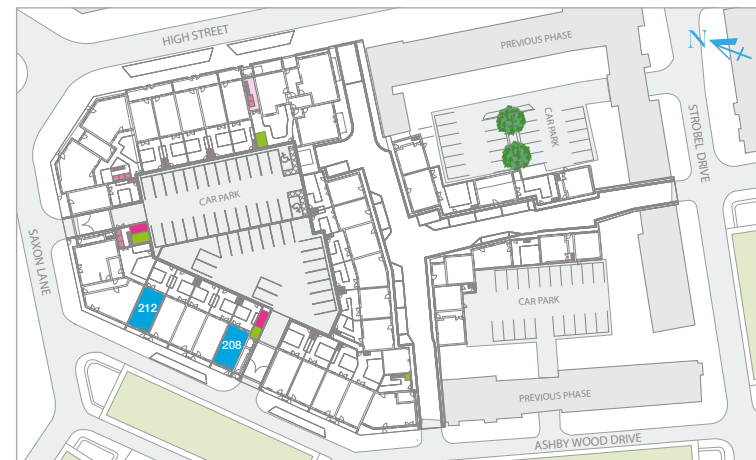 HIGH STREET
PREVIOUS PHASE
N
CAR PARK
STROBEL DRIVE
CAR PARK
SAXON LANE
212
208
CAR PARK
PREVIOUS PHASE
ASHBY WOOD DRIVE